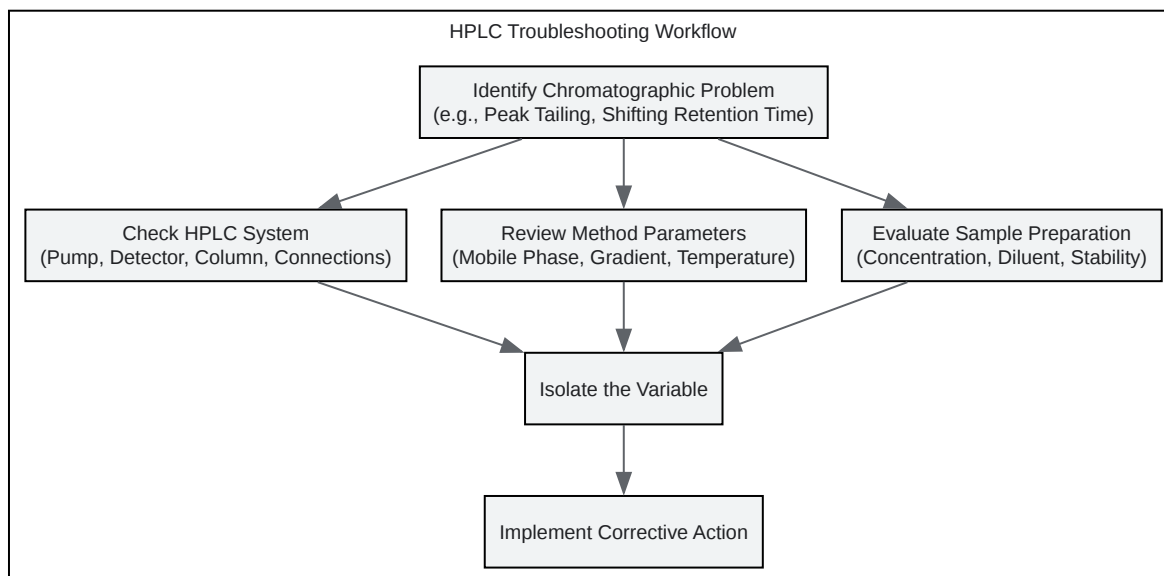 HPLC Troubleshooting Workflow
Identify Chromatographic Problem
(e.g., Peak Tailing, Shifting Retention Time)
Check HPLC System
(Pump, Detector, Column, Connections)
Review Method Parameters
(Mobile Phase, Gradient, Temperature)
Evaluate Sample Preparation
(Concentration, Diluent, Stability)
Isolate the Variable
Implement Corrective Action